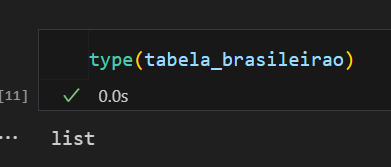 type(tabela_brasileirao)
[11]
0.0s
list